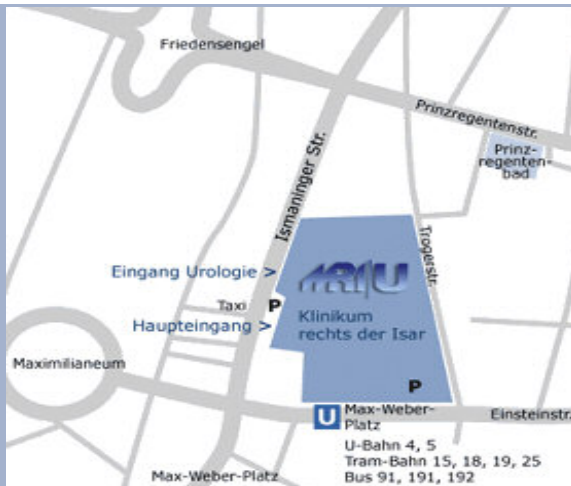 Friedensengel
Prinzregentenstr.
Prinz-
regenten-
bad
Ismaninger Str.
Trogerstr.
Eingang Urologie >
MRI U
Taxi P
Klinikum
rechts der Isar
Haupteingang >
Maximilianeum
P
U Max-Weber-
Platz
Einsteinstr.
U-Bahn 4, 5
Tram-Bahn 15, 18, 19, 25
Bus 91, 191, 192
Max-Weber-Platz